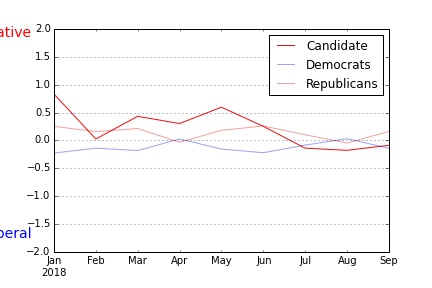 2.0
ative
1.5
1.0
0.5
0.0
−0.5
−1.0
−1.5
beral
−2.0
Candidate
Democrats
Republicans
Jan Feb Mar Apr May Jun Jul Aug Sep
2018